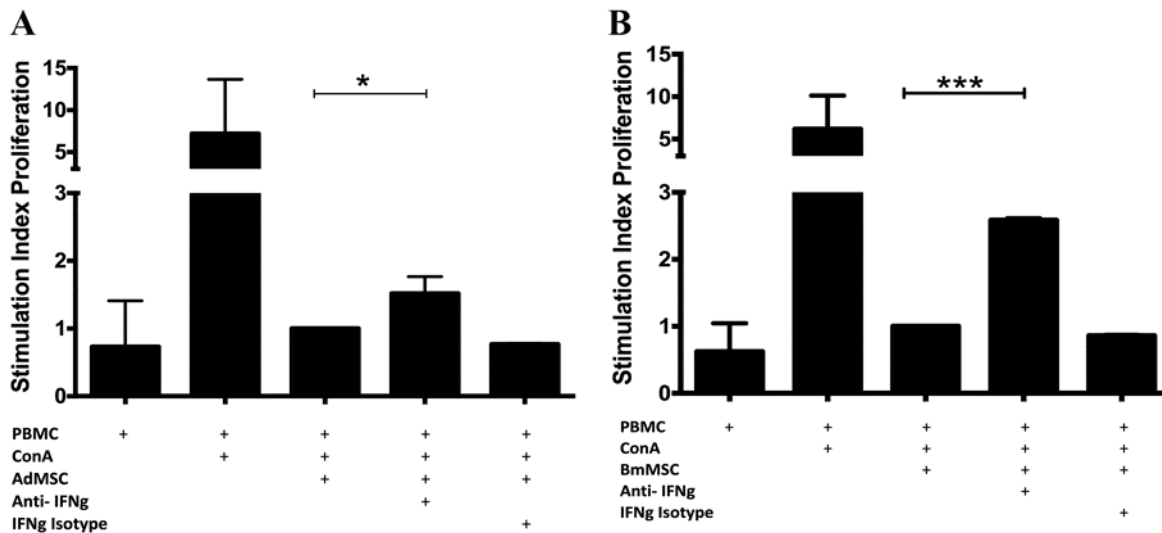 A
Stimulation Index Proliferation
15
10
5
3
2
1
0
*
PBMC + + + + +
ConA + + + +
AdMSC + + +
Anti- IFNg +
IFNg Isotype +
B
Stimulation Index Proliferation
15
10
5
3
2
1
0
***
PBMC + + + + +
ConA + + + +
BmMSC + + +
Anti- IFNg +
IFNg Isotype +